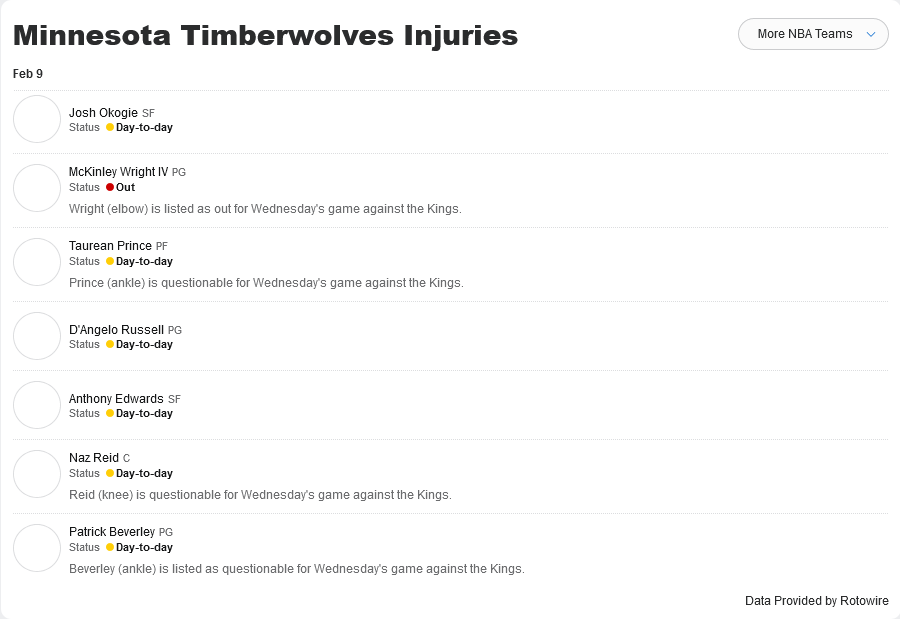 Minnesota Timberwolves Injuries
More NBA Teams
Feb 9
Josh Okogie SF
Status Day-to-day
McKinley Wright IV PG
Status Out
Wright (elbow) is listed as out for Wednesday's game against the Kings.
Taurean Prince PF
Status Day-to-day
Prince (ankle) is questionable for Wednesday's game against the Kings.
D'Angelo Russell PG
Status Day-to-day
Anthony Edwards SF
Status Day-to-day
Naz Reid C
Status Day-to-day
Reid (knee) is questionable for Wednesday's game against the Kings.
Patrick Beverley PG
Status Day-to-day
Beverley (ankle) is listed as questionable for Wednesday's game against the Kings.
Data Provided by Rotowire